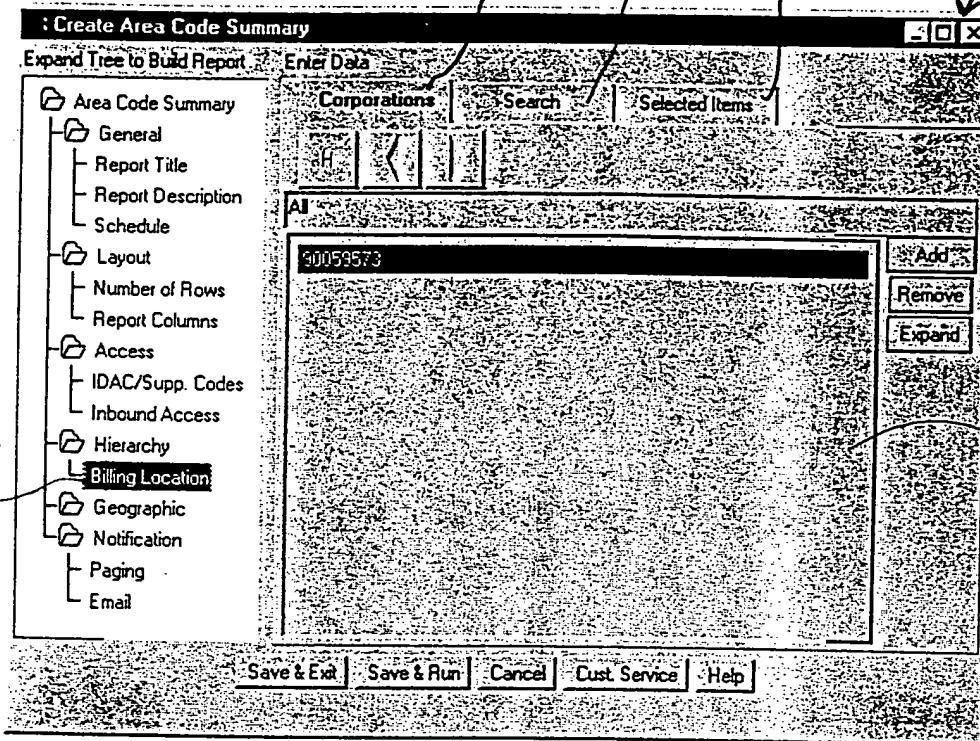 : Create Area Code Summary
Expand Tree to Build Report
Enter Data
Area Code Summary
General
Report Title
Report Description
Schedule
Layout
Number of Rows
Report Columns
Access
IDAC/Supp. Codes
Inbound Access
Hierarchy
Billing Location
Geographic
Notification
Paging
Email
Corporations
Search
Selected Items
All
90059573
Add
Remove
Expand
Save & Exit
Save & Run
Cancel
Cust. Service
Help